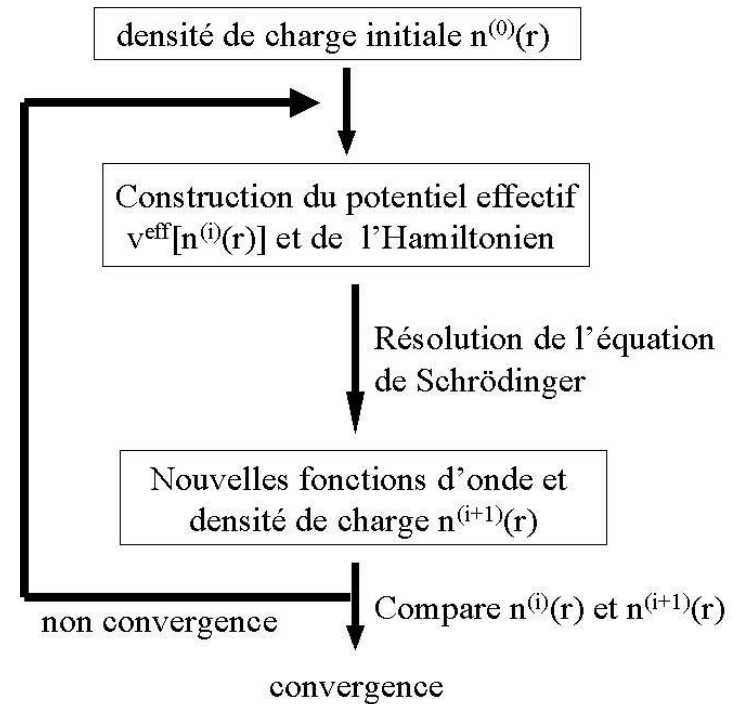 densité de charge initiale n⁽⁰⁾(r)
Construction du potentiel effectif
vᵉᶠᶠ[n⁽ⁱ⁾(r)] et de l’Hamiltonien
Résolution de l’équation
de Schrödinger
Nouvelles fonctions d’onde et
densité de charge n⁽ⁱ⁺¹⁾(r)
Compare n⁽ⁱ⁾(r) et n⁽ⁱ⁺¹⁾(r)
non convergence
convergence